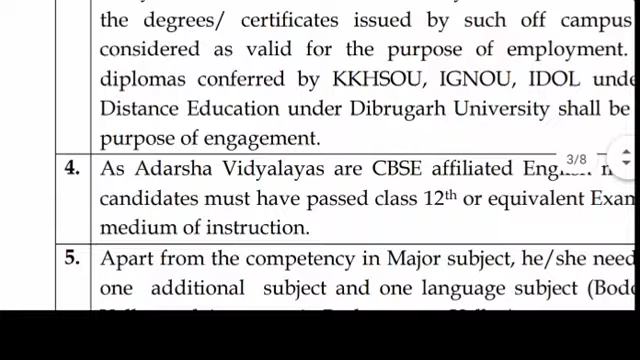 the degrees/ certificates issued by such off campus
considered as valid for the purpose of employment.
diplomas conferred by KKHSOU, IGNOU, IDOL unde
Distance Education under Dibrugarh University shall be
purpose of engagement.
4. As Adarsha Vidyalayas are CBSE affiliated
3/8
candidates must have passed class 12th or equivalent Exam
medium of instruction.
5. Apart from the competency in Major subject, he/she need
one additional subject and one language subject (Bodo